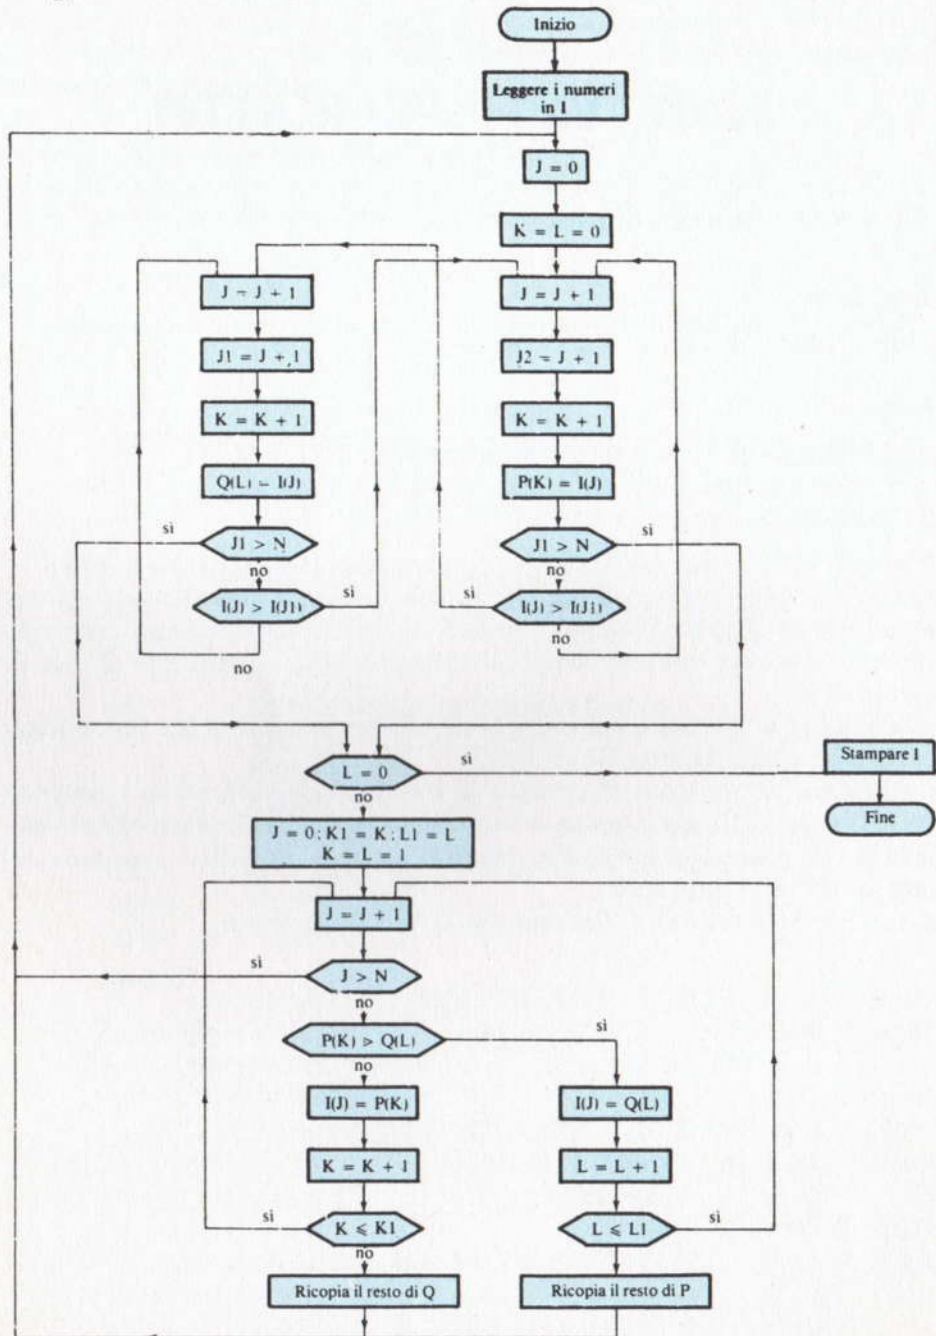 Inizio
Leggere i numeri
in I
J = 0
K = L = 0
J = J + 1
J1 = J + 1
K = K + 1
Q(L) = I(J)
sì
J1 > N
no
I(J) > I(J1)
sì
no
J = J + 1
J2 = J + 1
K = K + 1
P(K) = I(J)
J1 > N
sì
no
sì
I(J) > I(J1)
no
L = 0
sì
no
Stampare I
Fine
J = 0 ; K1 = K ; L1 = L
K = L = 1
J = J + 1
sì
J > N
no
P(K) > Q(L)
sì
no
I(J) = P(K)
K = K + 1
sì
K ⩽ K1
no
Ricopia il resto di Q
I(J) = Q(L)
L = L + 1
L ⩽ L1
sì
Ricopia il resto di P